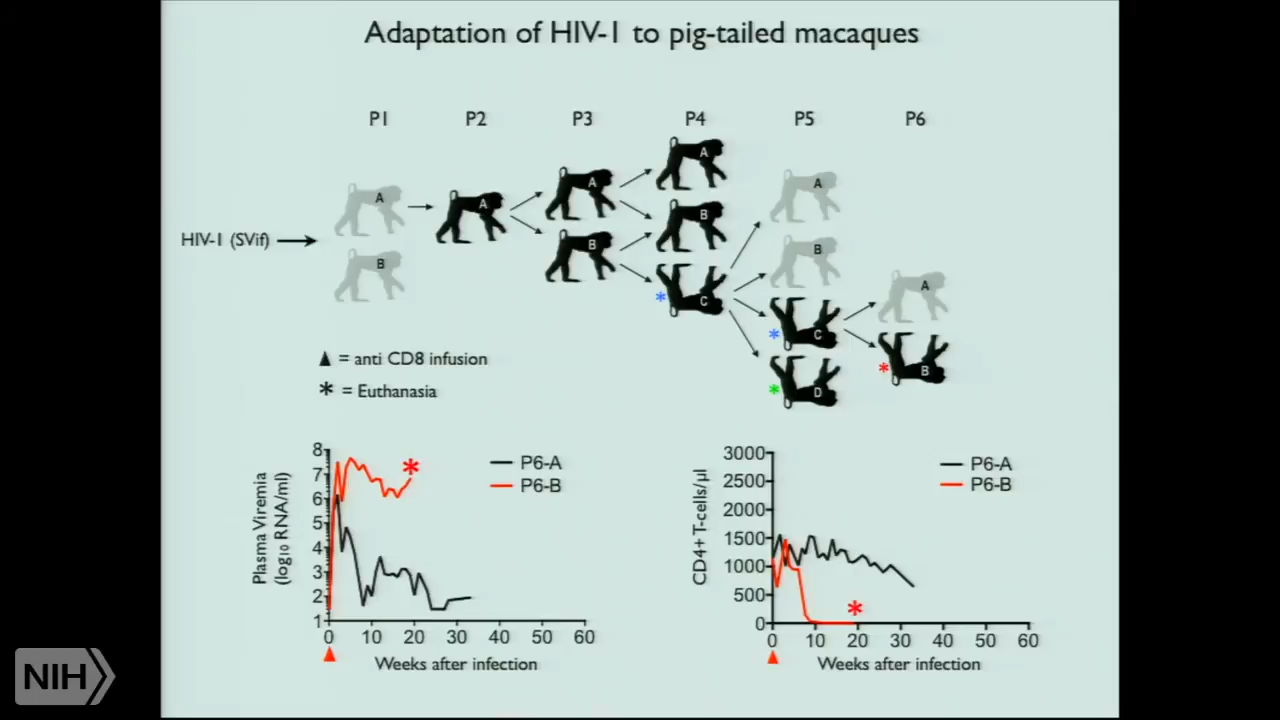 Adaptation of HIV-1 to pig-tailed macaques
P1 P2 P3 P4 P5 P6
A
A
A
A
A
HIV-1 (SVif)
B
B
B
B
A
C
C
B
D
▲ = anti CD8 infusion
* = Euthanasia
Plasma Viremia
(log10 RNA/ml)
8
7
6
5
4
3
2
1
0 10 20 30 40 50 60
Weeks after infection
P6-A
P6-B
*
CD4+ T-cells/µl
3000
2500
2000
1500
1000
500
0
0 10 20 30 40 50 60
Weeks after infection
P6-A
P6-B
*
NIH